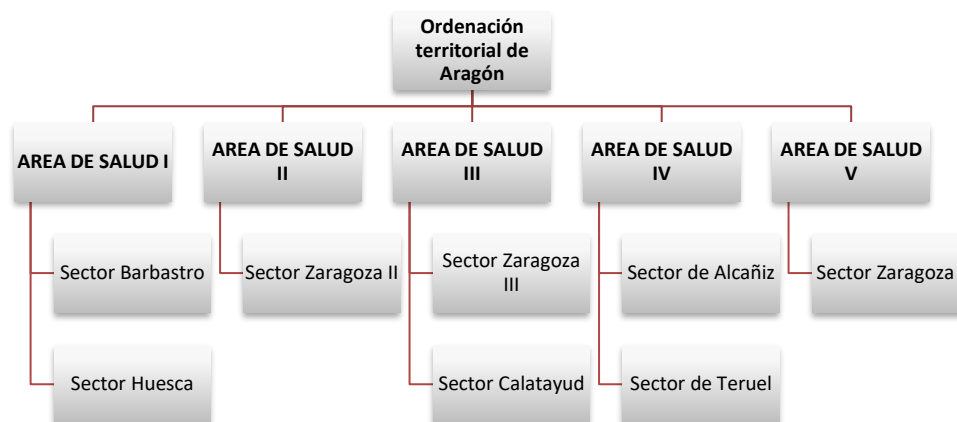 Ordenación
territorial de
Aragón
AREA DE SALUD I
AREA DE SALUD
II
AREA DE SALUD
III
AREA DE SALUD
IV
AREA DE SALUD
V
Sector Barbastro
Sector Zaragoza II
Sector Zaragoza
III
Sector de Alcañiz
Sector Zaragoza
Sector Huesca
Sector Calatayud
Sector de Teruel